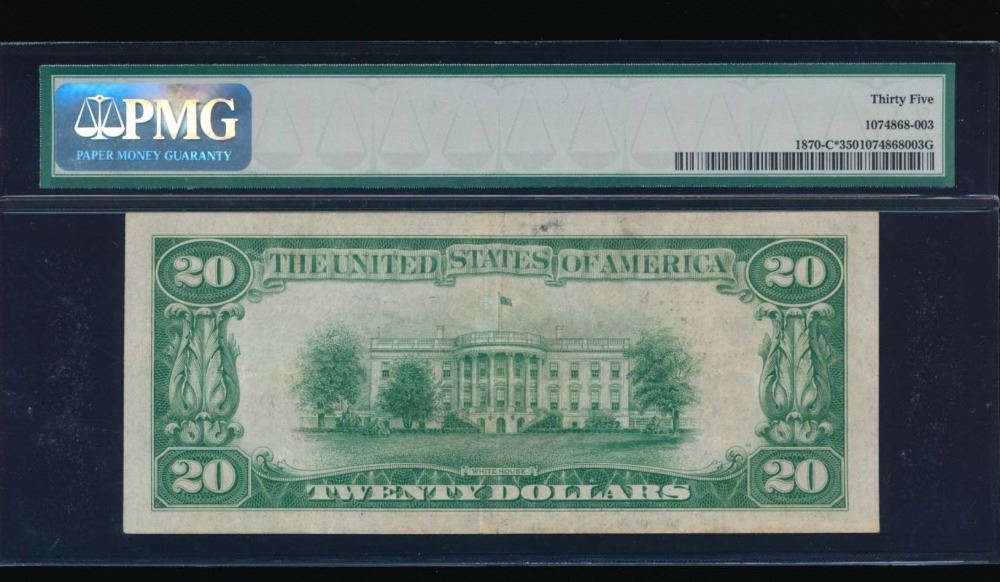 PMG
PAPER MONEY GUARANTY
Thirty Five
1074868-003
1870-C*3501074868003G
20 THE UNITED STATES OF AMERICA 20
WHITE HOUSE
20 TWENTY DOLLARS 20